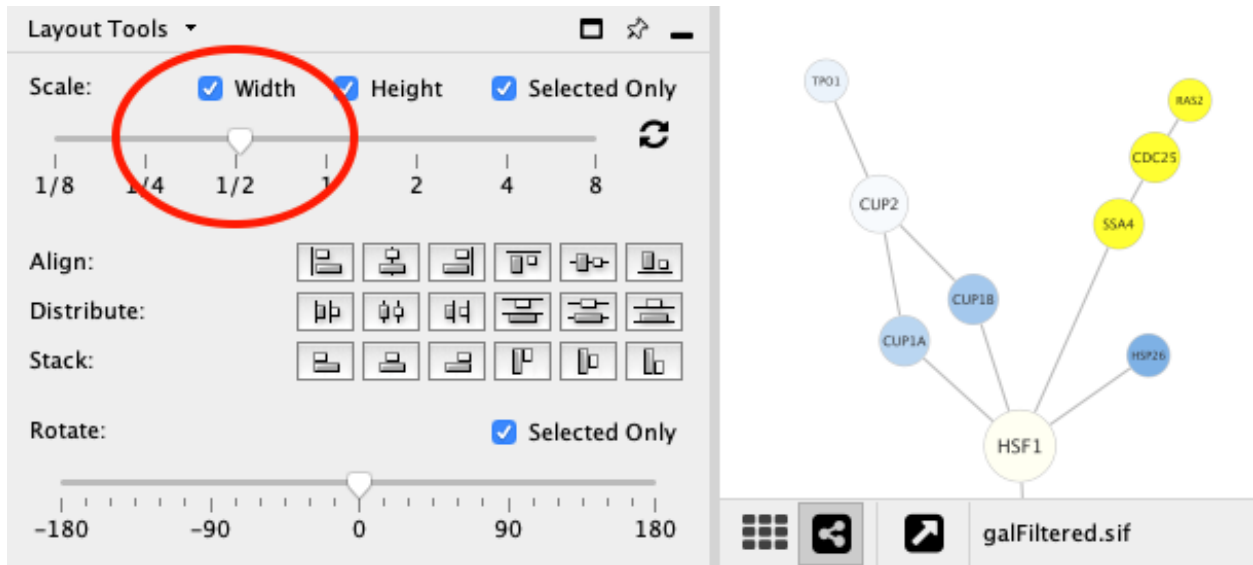 Layout Tools
Scale: Width Height Selected Only
1/8 1/4 1/2 1 2 4 8
Align:
Distribute:
Stack:
Rotate: Selected Only
-180 -90 0 90 180
TPO1
RAS2
CDC25
CUP2
SSA4
CUP1B
CUP1A
HSP26
HSF1
galFiltered.sif